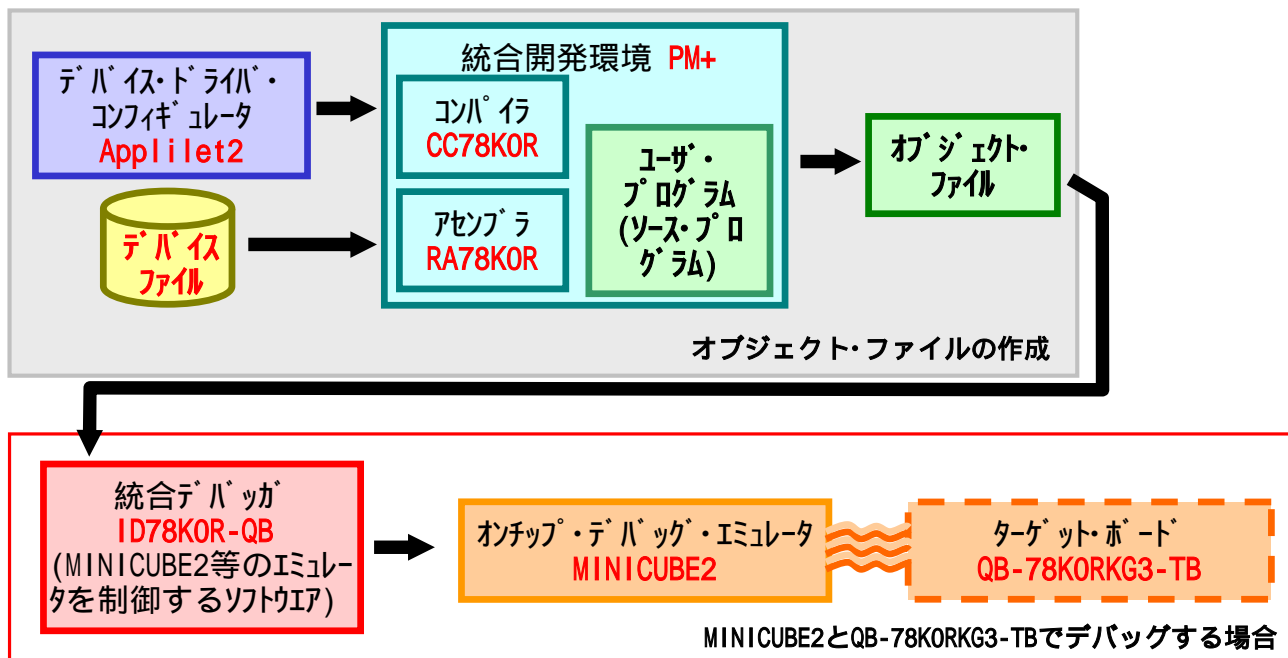 デバイス・ドライバ・
コンフィギュレータ
Applilet2
デバイス
ファイル
統合開発環境 PM+
コンパイラ
CC78K0R
アセンブラ
RA78K0R
ユーザ・
プログラム
(ソース・プロ
グラム)
オブジェクト・
ファイル
オブジェクト・ファイルの作成
統合デバッガ
ID78K0R-QB
(MINICUBE2等のエミュレー
タを制御するソフトウエア)
オンチップ・デバッグ・エミュレータ
MINICUBE2
ターゲット・ボード
QB-78K0RKG3-TB
MINICUBE2とQB-78K0RKG3-TBでデバッグする場合